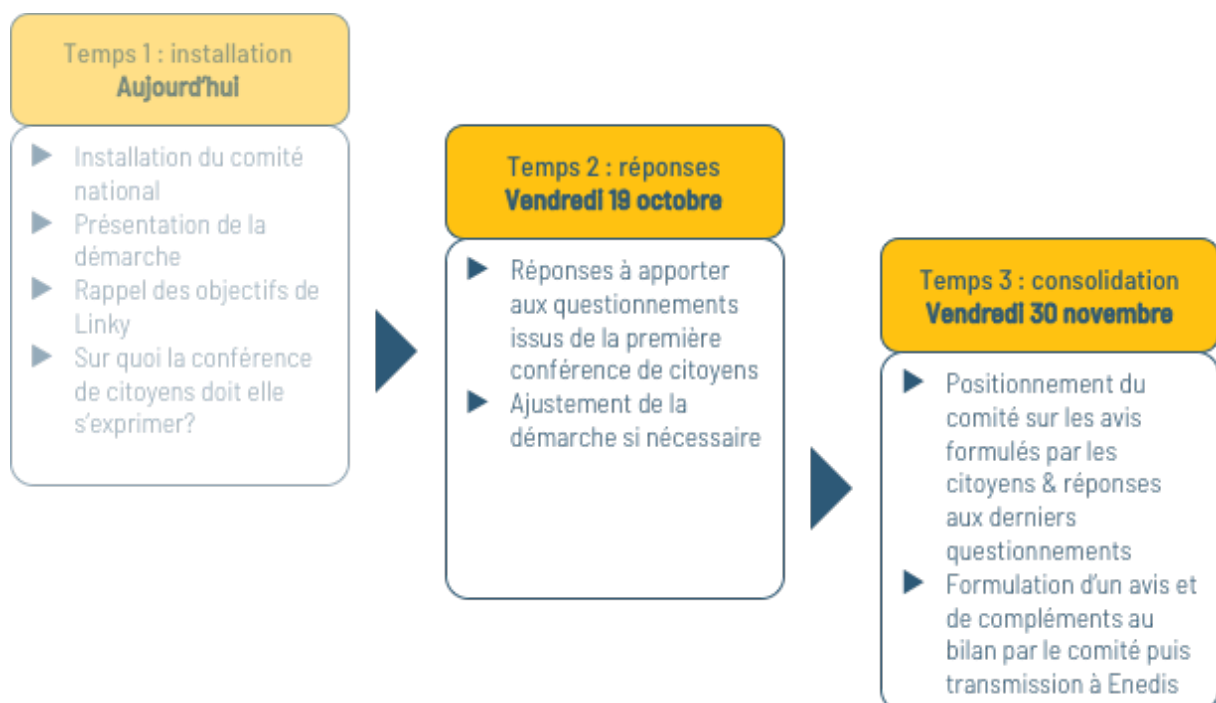 Temps 1 : installation
Aujourd'hui
Installation du comité
national
Présentation de la
démarche
Rappel des objectifs de
Linky
Sur quoi la conférence
de citoyens doit elle
s'exprimer?
Temps 2 : réponses
Vendredi 19 octobre
Réponses à apporter
aux questionnements
issus de la première
conférence de citoyens
Ajustement de la
démarche si nécessaire
Temps 3 : consolidation
Vendredi 30 novembre
Positionnement du
comité sur les avis
formulés par les
citoyens & réponses
aux derniers
questionnements
Formulation d'un avis et
de compléments au
bilan par le comité puis
transmission à Enedis